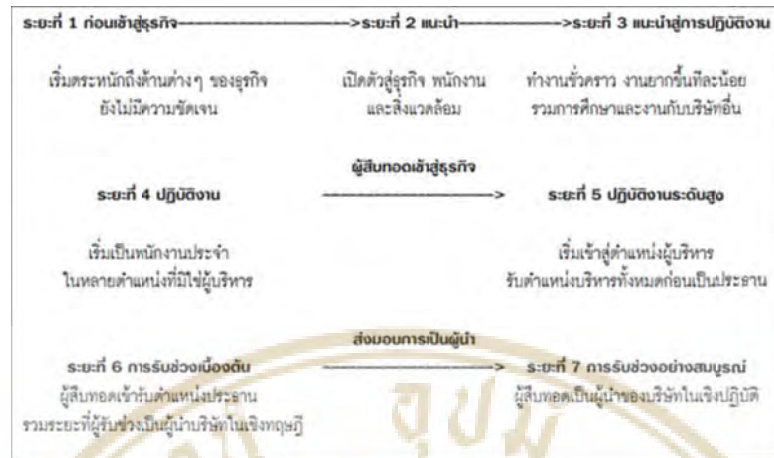 ระยะที่ 1 ก่อนเข้าสู่ธุรกิจ----------------------->ระยะที่ 2 แนะนำ----------------->ระยะที่ 3 แนะนำสู่การปฏิบัติงาน
เริ่มตระหนักถึงด้านต่างๆ ของธุรกิจ เปิดตัวสู่ธุรกิจ พนักงาน ทำงานชั่วคราว งานยากขึ้นทีละน้อย
ยังไม่มีความชัดเจน และสิ่งแวดล้อม รวมการศึกษาและงานกับบริษัทอื่น
ผู้สืบทอดเข้าสู่ธุรกิจ
ระยะที่ 4 ปฏิบัติงาน -----------------------> ระยะที่ 5 ปฏิบัติงานระดับสูง
เริ่มเป็นพนักงานประจำ เริ่มเข้าสู่ตำแหน่งผู้บริหาร
ในหลายตำแหน่งที่มิใช่ผู้บริหาร รับตำแหน่งบริหารทั้งหมดก่อนเป็นประธาน
ส่งมอบการเป็นผู้นำ
ระยะที่ 6 การรับช่วงเบื้องต้น -----------------------> ระยะที่ 7 การรับช่วงอย่างสมบูรณ์
ผู้สืบทอดเข้ารับตำแหน่งประธาน ผู้สืบทอดเป็นผู้นำของบริษัทในเชิงปฏิบัติ
รวมระยะที่ผู้รับช่วงเป็นผู้นำบริษัทในเชิงทฤษฎี